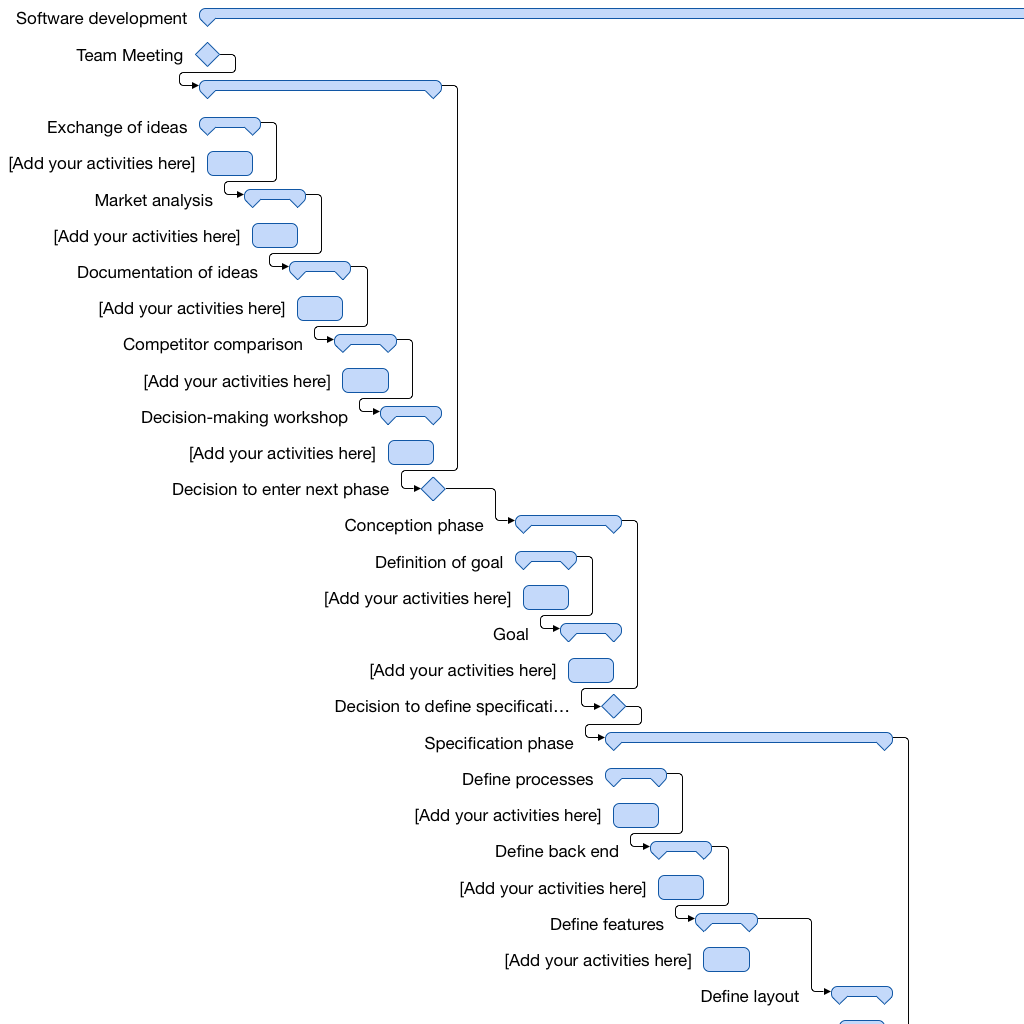 Software development
Team Meeting
Exchange of ideas
[Add your activities here]
Market analysis
[Add your activities here]
Documentation of ideas
[Add your activities here]
Competitor comparison
[Add your activities here]
Decision-making workshop
[Add your activities here]
Decision to enter next phase
Conception phase
Definition of goal
[Add your activities here]
Goal
[Add your activities here]
Decision to define specificati…
Specification phase
Define processes
[Add your activities here]
Define back end
[Add your activities here]
Define features
[Add your activities here]
Define layout